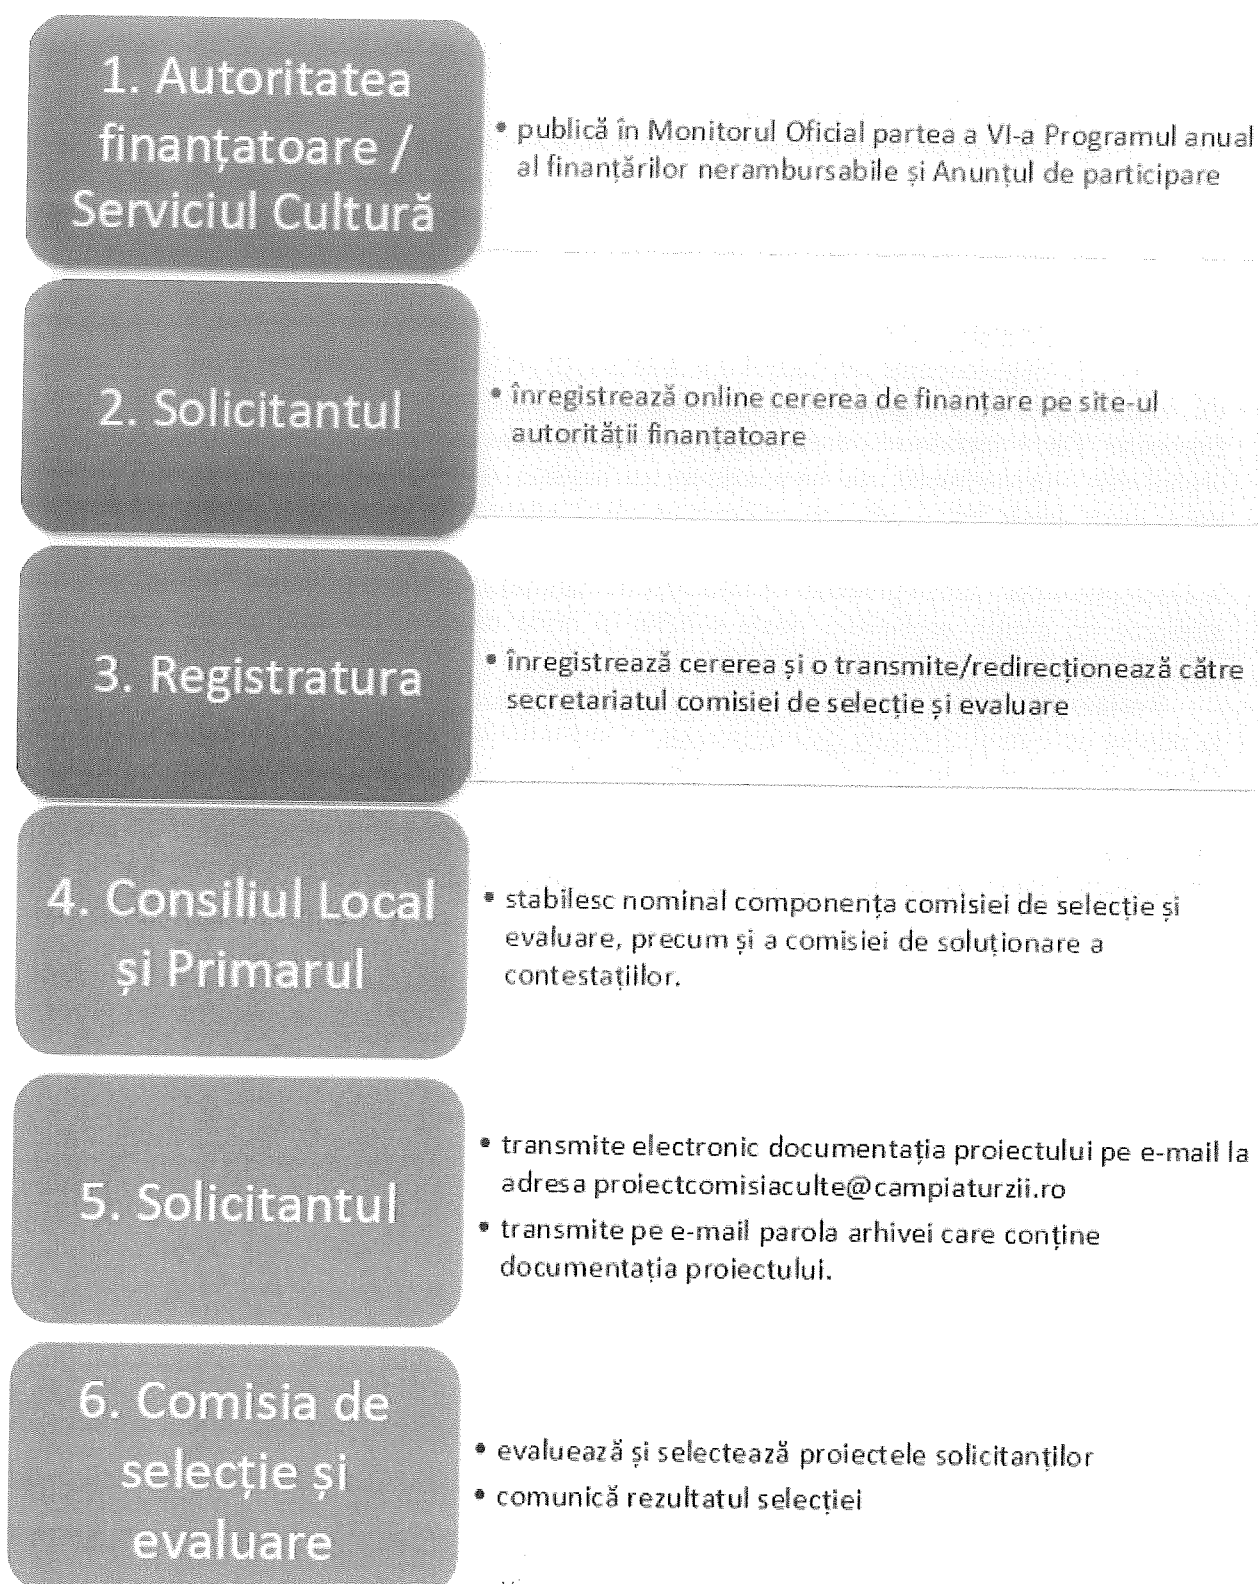 1. Autoritatea
finanțatoare /
Serviciul Cultură
• publică în Monitorul Oficial partea a VI-a Programul anual
al finanțărilor nerambursabile și Anunțul de participare
2. Solicitantul
• înregistrează online cererea de finanțare pe site-ul
autorității finanțatoare
3. Registratura
• înregistrează cererea și o transmite/redirecționează către
secretariatul comisiei de selecție și evaluare
4. Consiliul Local
și Primarul
• stabilesc nominal componența comisiei de selecție și
evaluare, precum și a comisiei de soluționare a
contestațiilor.
5. Solicitantul
• transmite electronic documentația proiectului pe e-mail la
adresa proiectcomisiaculte@campiaturzii.ro
• transmite pe e-mail parola arhivei care conține
documentația proiectului.
6. Comisia de
selecție și
evaluare
• evaluează și selectează proiectele solicitanților
• comunică rezultatul selecției